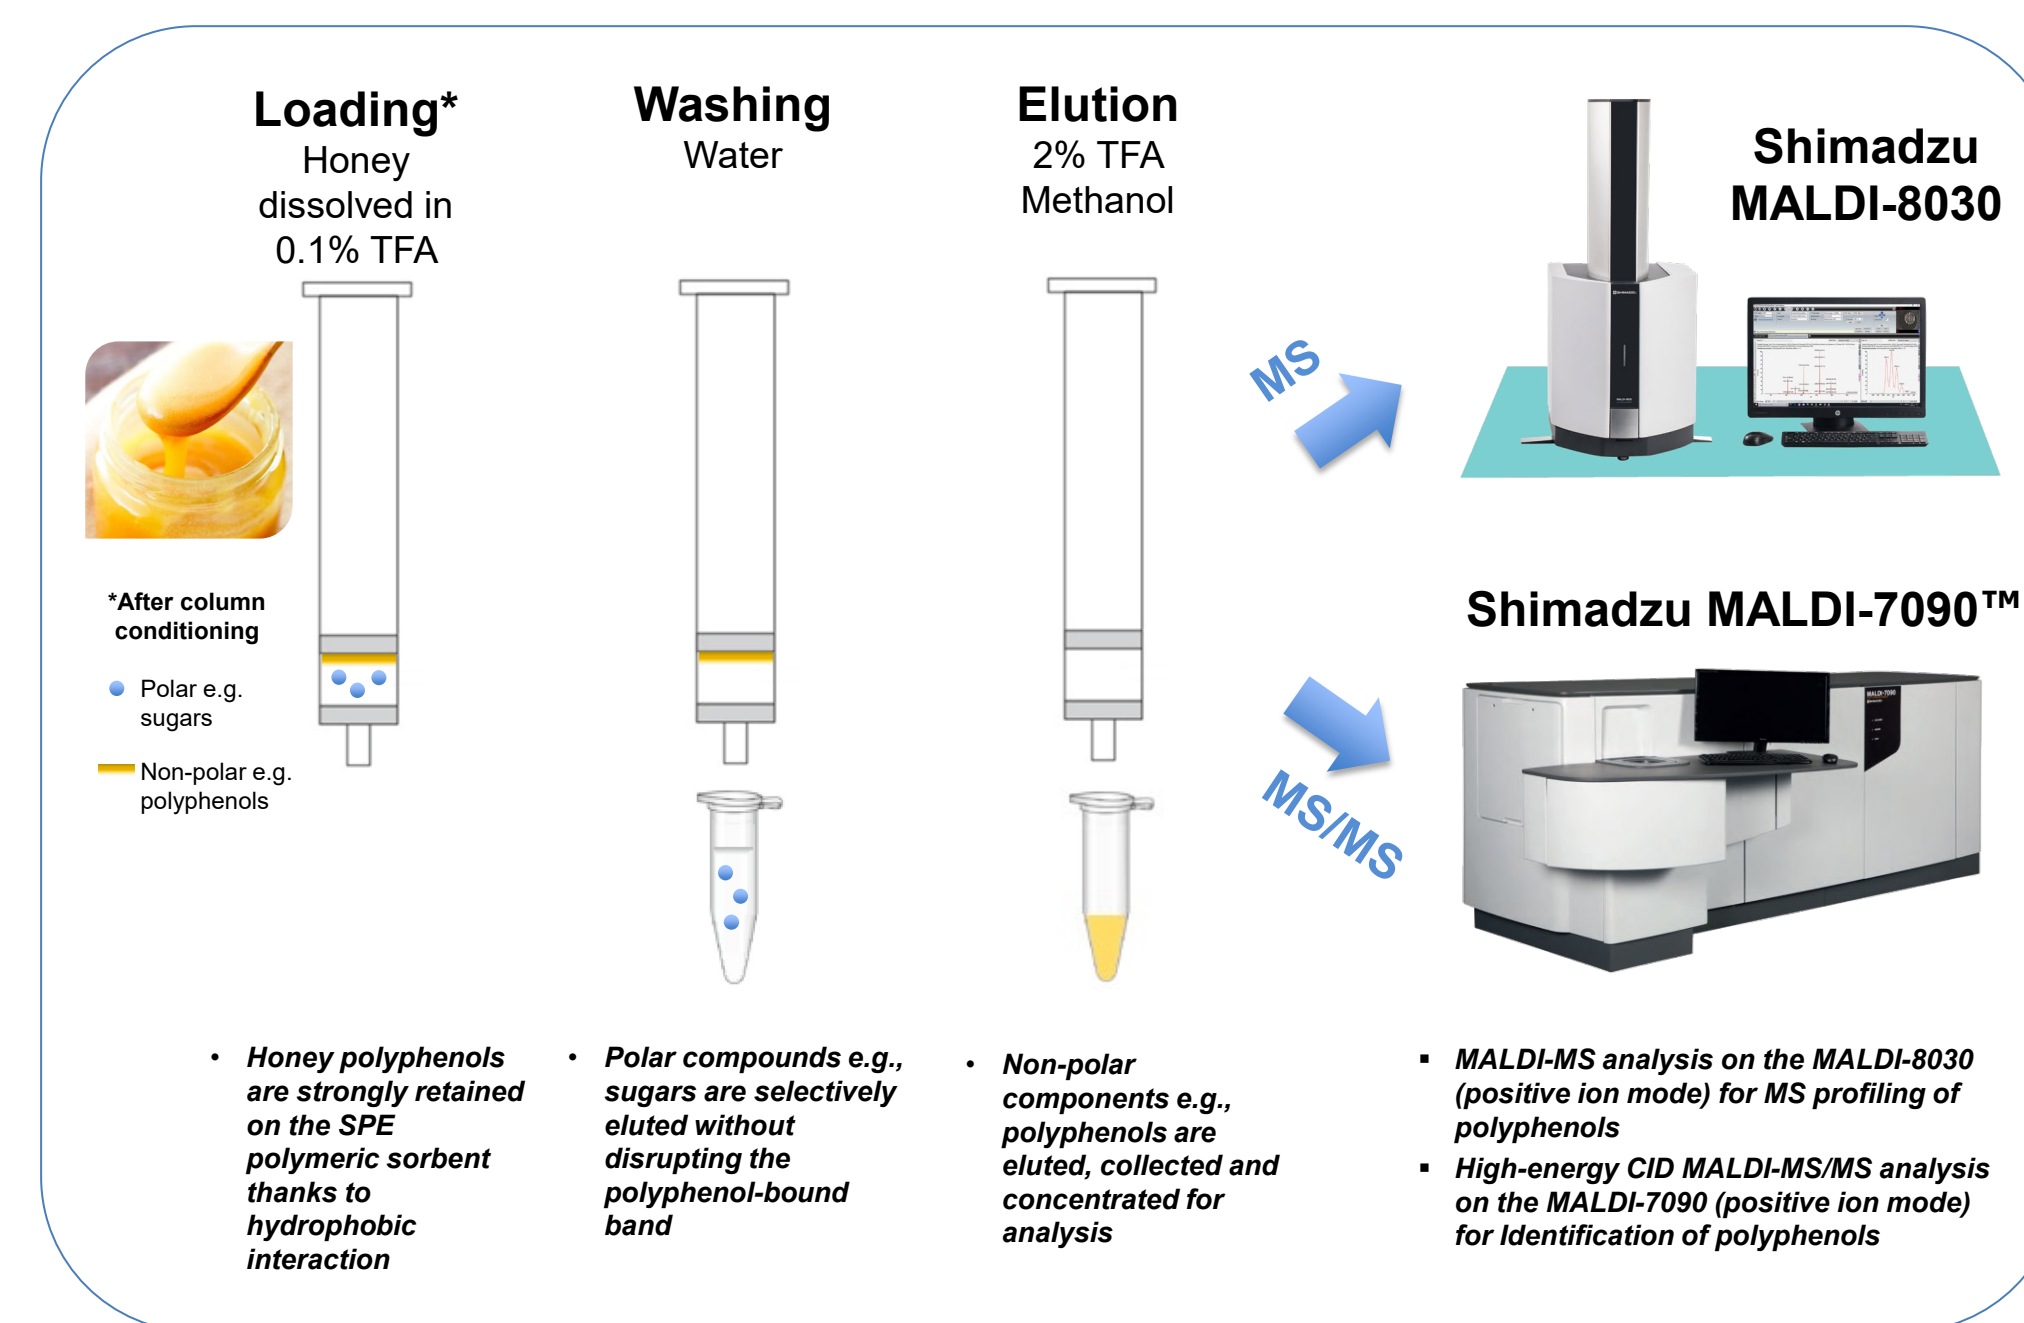 Loading*
Honey
dissolved in
0.1% TFA
Washing
Water
Elution
2% TFA
Methanol
MS
Shimadzu
MALDI-8030
*After column
conditioning
Polar e.g.
sugars
Non-polar e.g.
polyphenols
MS/MS
Shimadzu MALDI-7090™
MALDI-7090
• Honey polyphenols
are strongly retained
on the SPE
polymeric sorbent
thanks to
hydrophobic
interaction
• Polar compounds e.g.,
sugars are selectively
eluted without
disrupting the
polyphenol-bound
band
• Non-polar
components e.g.,
polyphenols are
eluted, collected and
concentrated for
analysis
▪ MALDI-MS analysis on the MALDI-8030
(positive ion mode) for MS profiling of
polyphenols
▪ High-energy CID MALDI-MS/MS analysis
on the MALDI-7090 (positive ion mode)
for Identification of polyphenols